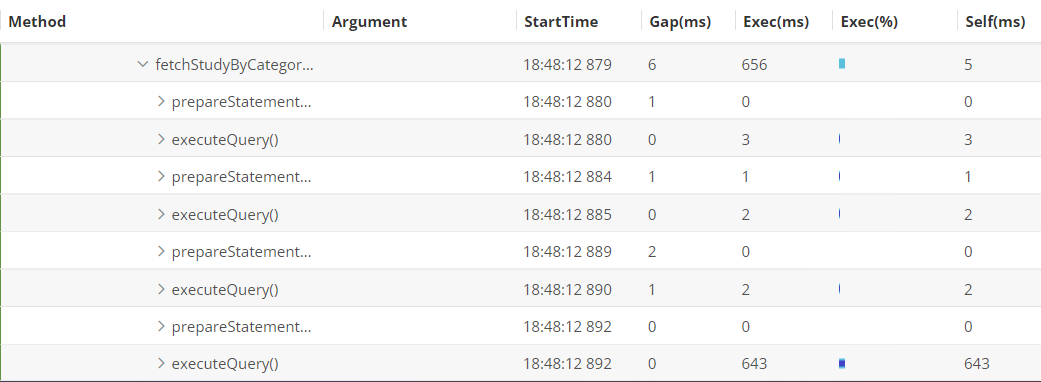 Method Argument StartTime Gap(ms) Exec(ms) Exec(%) Self(ms)
fetchStudyByCategor... 18:48:12 879 6 656 5
prepareStatement... 18:48:12 880 1 0 0
executeQuery() 18:48:12 880 0 3 3
prepareStatement... 18:48:12 884 1 1 1
executeQuery() 18:48:12 885 0 2 2
prepareStatement... 18:48:12 889 2 0 0
executeQuery() 18:48:12 890 1 2 2
prepareStatement... 18:48:12 892 0 0 0
executeQuery() 18:48:12 892 0 643 643